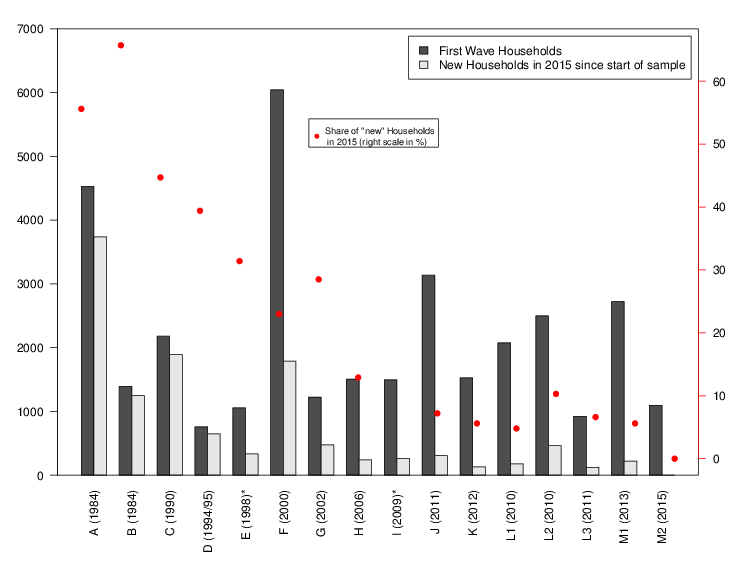 7000
6000
5000
4000
3000
2000
1000
0
First Wave Households
New Households in 2015 since start of sample
Share of "new" Households
in 2015 (right scale in %)
60
50
40
30
20
10
0
A (1984)
B (1984)
C (1990)
D (1994/95)
E (1998)*
F (2000)
G (2002)
H (2006)
I (2009)*
J (2011)
K (2012)
L1 (2010)
L2 (2010)
L3 (2011)
M1 (2013)
M2 (2015)